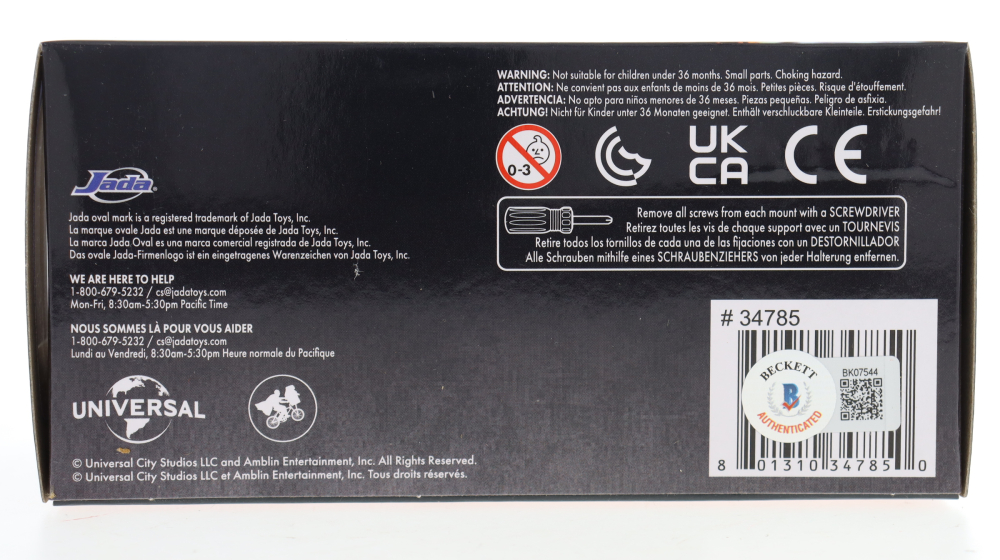 WARNING: Not suitable for children under 36 months. Small parts. Choking hazard.
ATTENTION: Ne convient pas aux enfants de moins de 36 mois. Petites pièces. Risque d'étouffement.
ADVERTENCIA: No apto para niños menores de 36 meses. Piezas pequeñas. Peligro de asfixia.
ACHTUNG! Nicht für Kinder unter 36 Monaten geeignet. Enthält verschluckbare Kleinteile. Erstickungsgefahr!
0-3
UK
CA
CE
Remove all screws from each mount with a SCREWDRIVER
Retirez toutes les vis de chaque support avec un TOURNEVIS
Retire todos los tornillos de cada una de las fijaciones con un DESTORNILLADOR
Alle Schrauben mithilfe eines SCHRAUBENZIEHERS von jeder Halterung entfernen.
Jada®
Jada oval mark is a registered trademark of Jada Toys, Inc.
La marque ovale Jada est une marque déposée de Jada Toys, Inc.
La marca Jada Oval es una marca comercial registrada de Jada Toys, Inc.
Das ovale Jada-Firmenlogo ist ein eingetragenes Warenzeichen von Jada Toys, Inc.
WE ARE HERE TO HELP
1-800-679-5232 / cs@jadatoys.com
Mon-Fri, 8:30am-5:30pm Pacific Time
NOUS SOMMES LÀ POUR VOUS AIDER
1-800-679-5232 / cs@jadatoys.com
Lundi au Vendredi, 8:30am-5:30pm Heure normale du Pacifique
UNIVERSAL
© Universal City Studios LLC and Amblin Entertainment, Inc. All Rights Reserved.
© Universal City Studios LLC et Amblin Entertainment, Inc. Tous droits réservés.
# 34785
BECKETT
B
AUTHENTICATED
BK07544
8 01310 34785 0